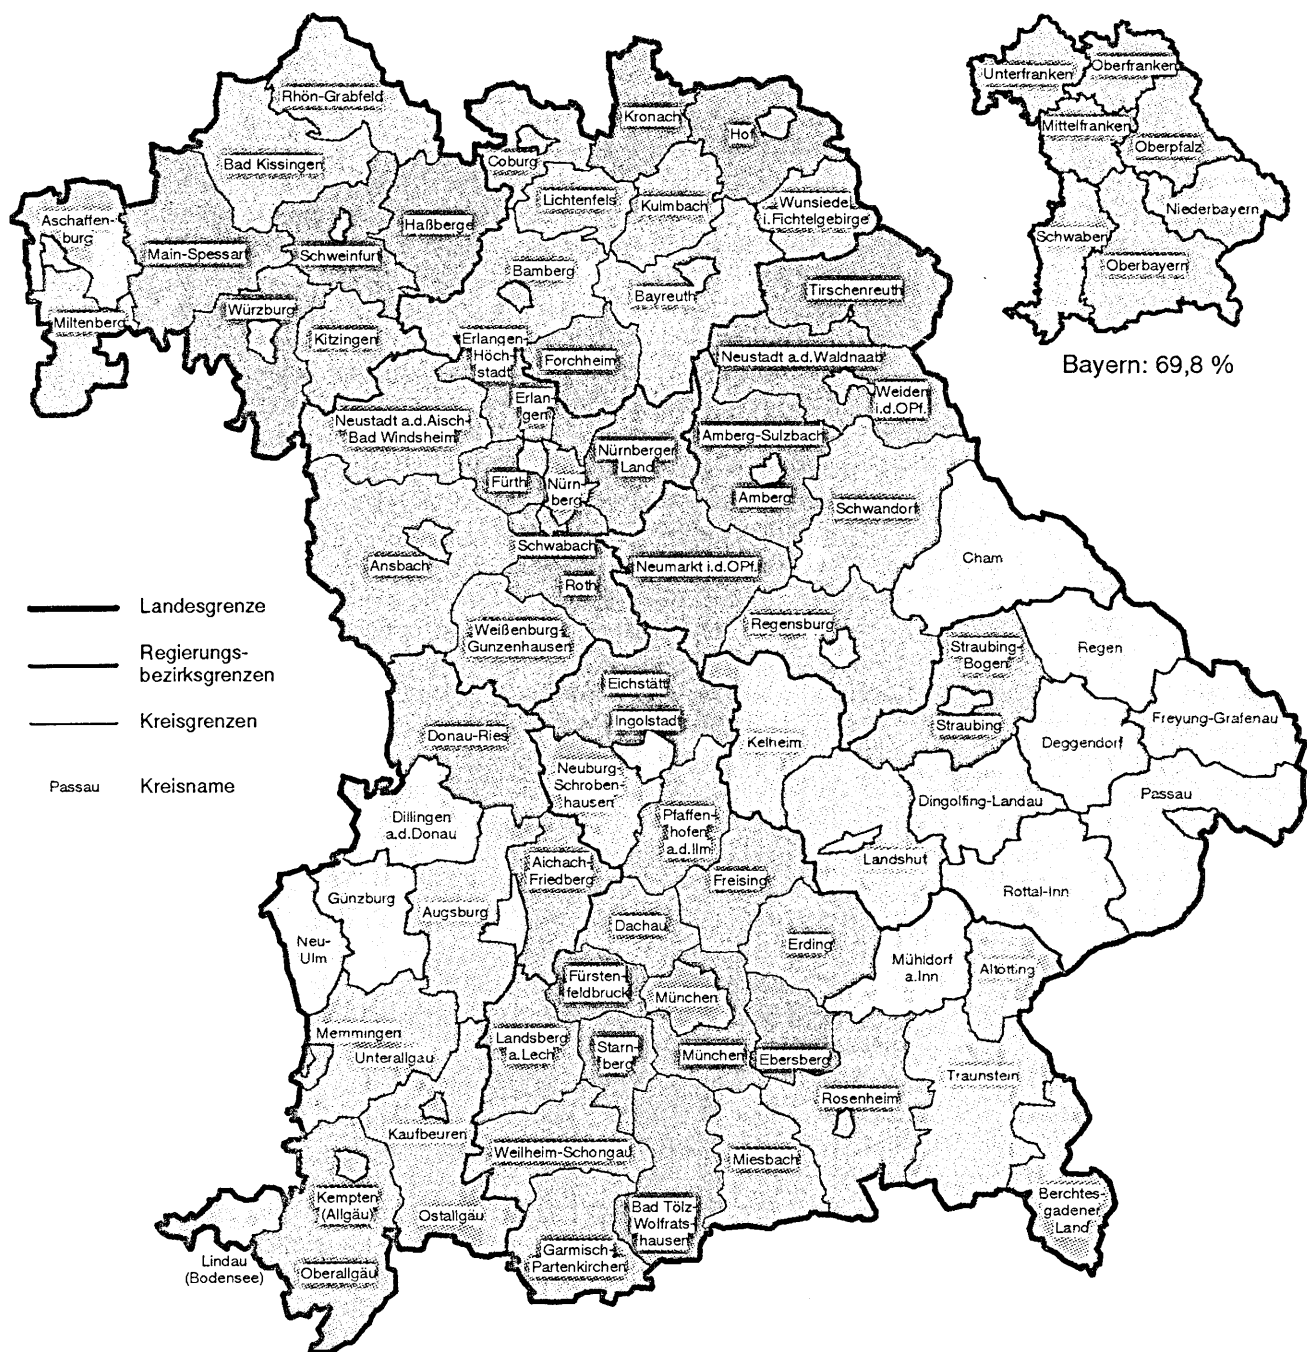 Rhön-Grabfeld
Bad Kissingen
Aschaffen-
burg
Main-Spessart
Schweinfurt
Haßberge
Miltenberg
Würzburg
Kitzingen
Coburg
Kronach
Hof
Lichtenfels
Kulmbach
Wunsiedel
i.Fichtelgebirge
Bamberg
Bayreuth
Tirschenreuth
Erlangen-
Höch-
stadt
Forchheim
Neustadt a.d.Waldnaab
Weiden
i.d.OPf.
Erlan-
gen
Neustadt a.d.Aisch-
Bad Windsheim
Nürnberger
Land
Amberg-Sulzbach
Fürth
Nürn-
berg
Amberg
Schwandorf
Ansbach
Schwabach
Roth
Neumarkt i.d.OPf.
Cham
Weißenburg-
Gunzenhausen
Regensburg
Straubing-
Bogen
Regen
Eichstätt
Ingolstadt
Straubing
Freyung-Grafenau
Donau-Ries
Kelheim
Deggendorf
Neuburg-
Schroben-
hausen
Dingolfing-Landau
Passau
Dillingen
a.d.Donau
Pfaffen-
hofen
a.d.Ilm
Landshut
Aichach-
Friedberg
Freising
Rottal-Inn
Günzburg
Augsburg
Dachau
Erding
Neu-
Ulm
Mühldorf
a.Inn
Altötting
Fürsten-
feldbruck
München
Memmingen
Unterallgäu
Landsberg
a.Lech
Starn-
berg
München
Ebersberg
Traunstein
Rosenheim
Kaufbeuren
Weilheim-Schongau
Miesbach
Kempten
(Allgäu)
Ostallgäu
Bad Tölz-
Wolfrats-
hausen
Berchtes-
gadener
Land
Lindau
(Bodensee)
Oberallgäu
Garmisch-
Partenkirchen
Unterfranken
Oberfranken
Mittelfranken
Oberpfalz
Niederbayern
Schwaben
Oberbayern
Bayern: 69,8 %
Landesgrenze
Regierungs-
bezirksgrenzen
Kreisgrenzen
Passau Kreisname